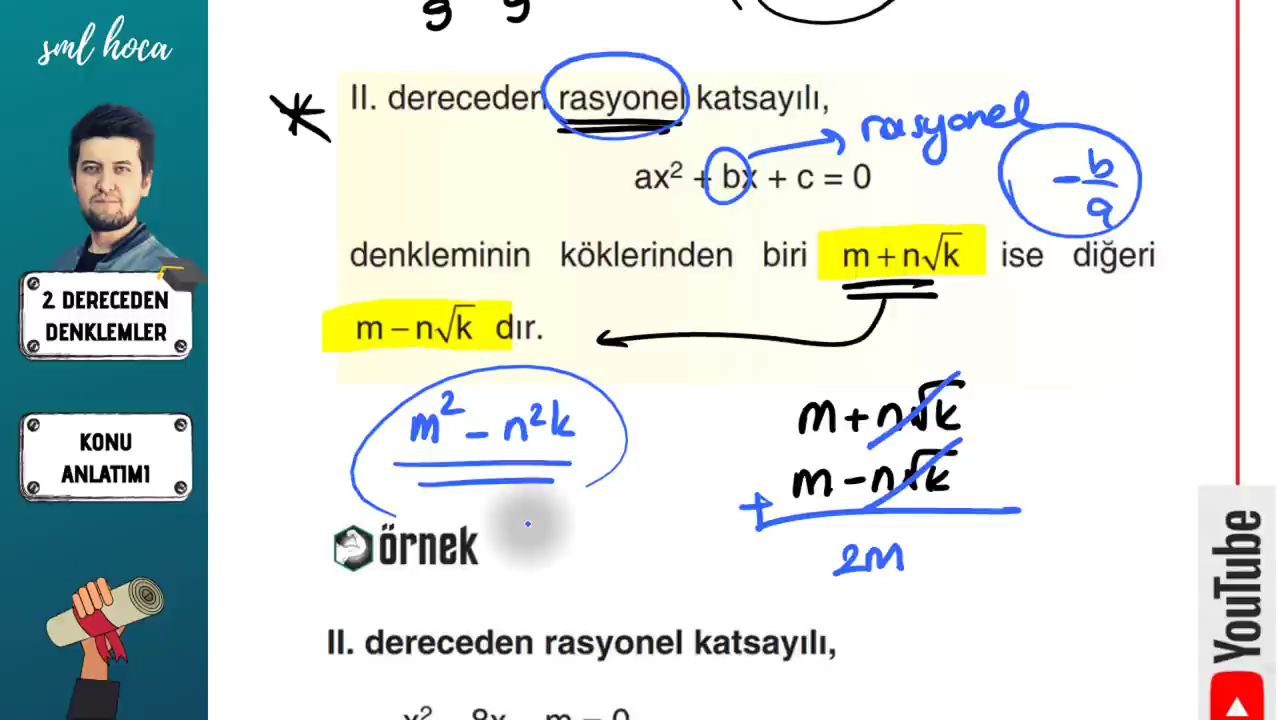 sml hoca
2. DERECEDEN
DENKLEMLER
KONU
ANLATIMI
II. dereceden rasyonel katsayılı,
rasyonel
ax² + bx + c = 0
- b/a
denkleminin köklerinden biri m + n√k ise diğeri
m – n√k dır.
m² - n²k
m + n√k
m - n√k
+
2m
örnek
II. dereceden rasyonel katsayılı,
YouTube